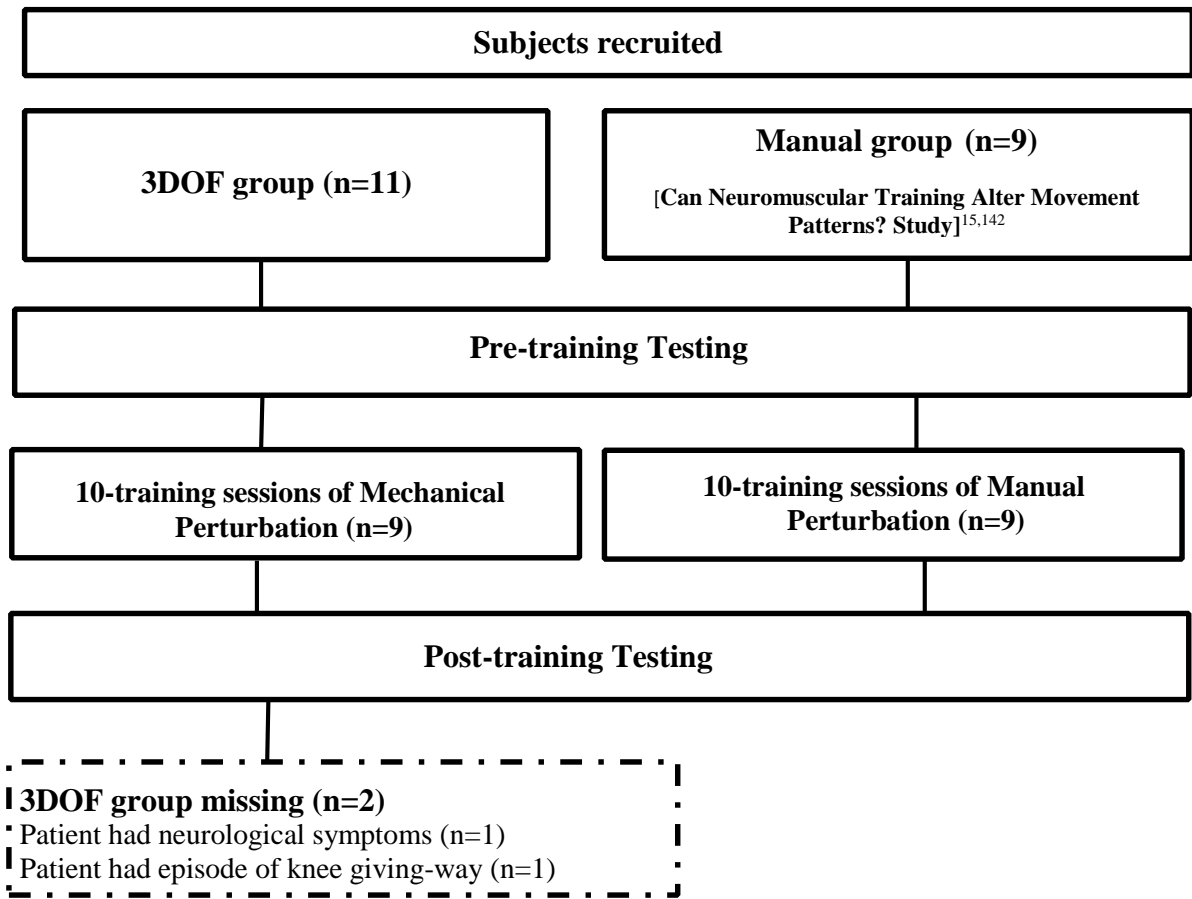 Subjects recruited
3DOF group (n=11)
Manual group (n=9)
[Can Neuromuscular Training Alter Movement
Patterns? Study]15,142
Pre-training Testing
10-training sessions of Mechanical
Perturbation (n=9)
10-training sessions of Manual
Perturbation (n=9)
Post-training Testing
3DOF group missing (n=2)
Patient had neurological symptoms (n=1)
Patient had episode of knee giving-way (n=1)